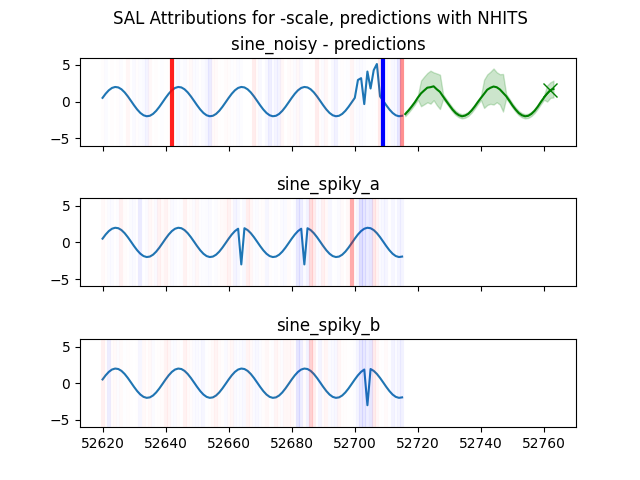 SAL Attributions for -scale, predictions with NHITS
sine_noisy - predictions
5
0
−5
sine_spiky_a
5
0
−5
sine_spiky_b
5
0
−5
52620 52640 52660 52680 52700 52720 52740 52760